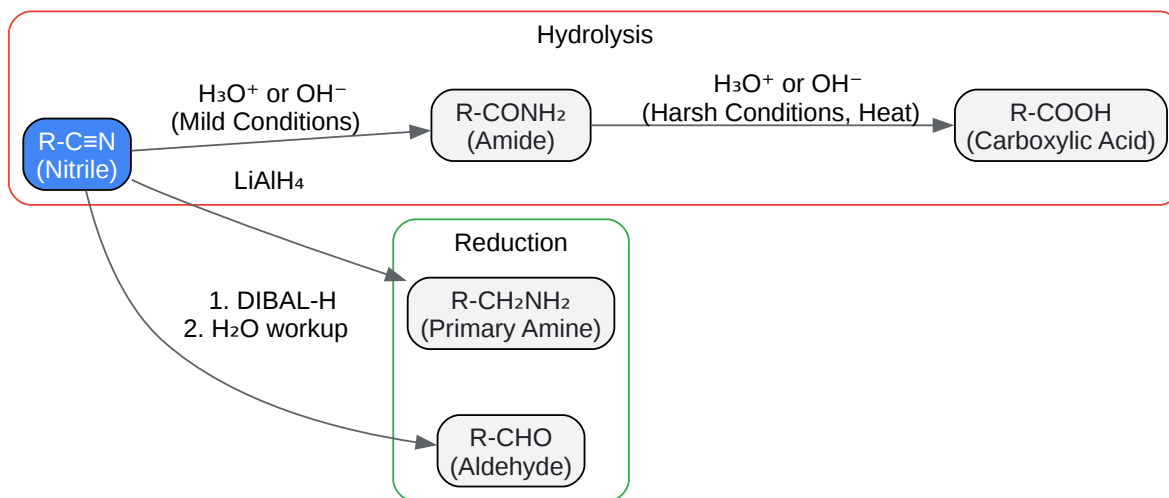 Hydrolysis
H₃O⁺ or OH⁻
(Mild Conditions)
H₃O⁺ or OH⁻
(Harsh Conditions, Heat)
R-C≡N
(Nitrile)
R-CONH₂
(Amide)
R-COOH
(Carboxylic Acid)
LiAlH₄
Reduction
1. DIBAL-H
2. H₂O workup
R-CH₂NH₂
(Primary Amine)
R-CHO
(Aldehyde)